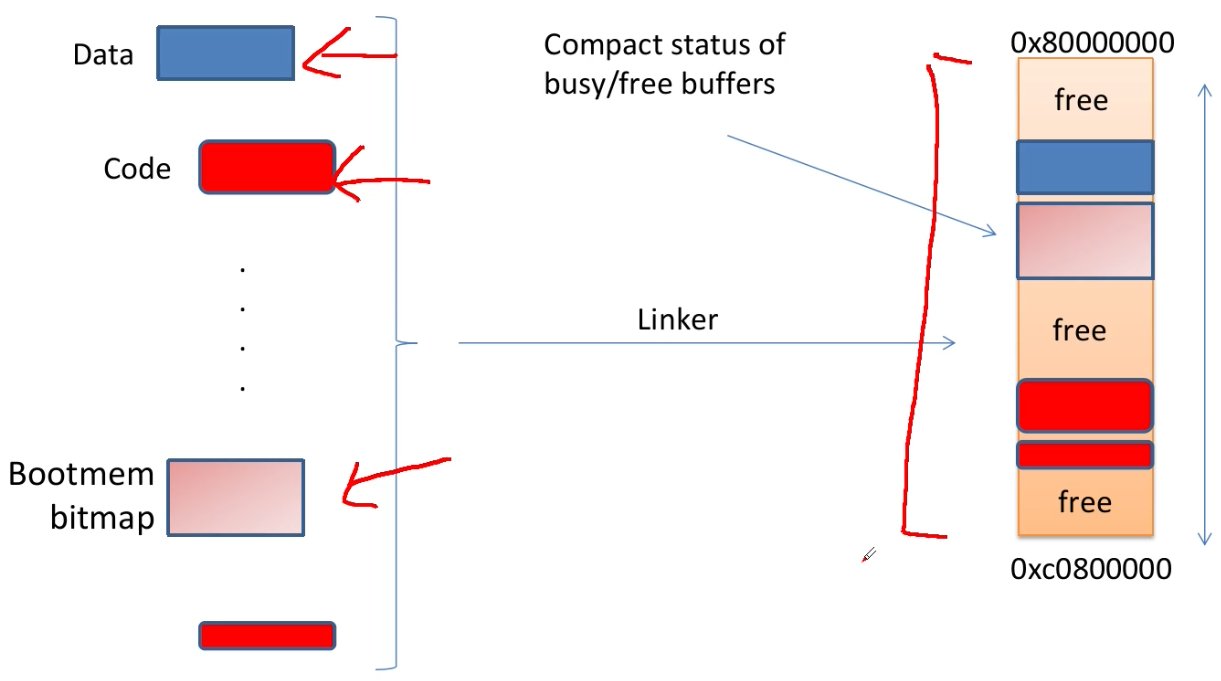 Data
Code
.
.
.
.
Bootmem
bitmap
Compact status of
busy/free buffers
Linker
0x80000000
free
free
free
0xc0800000